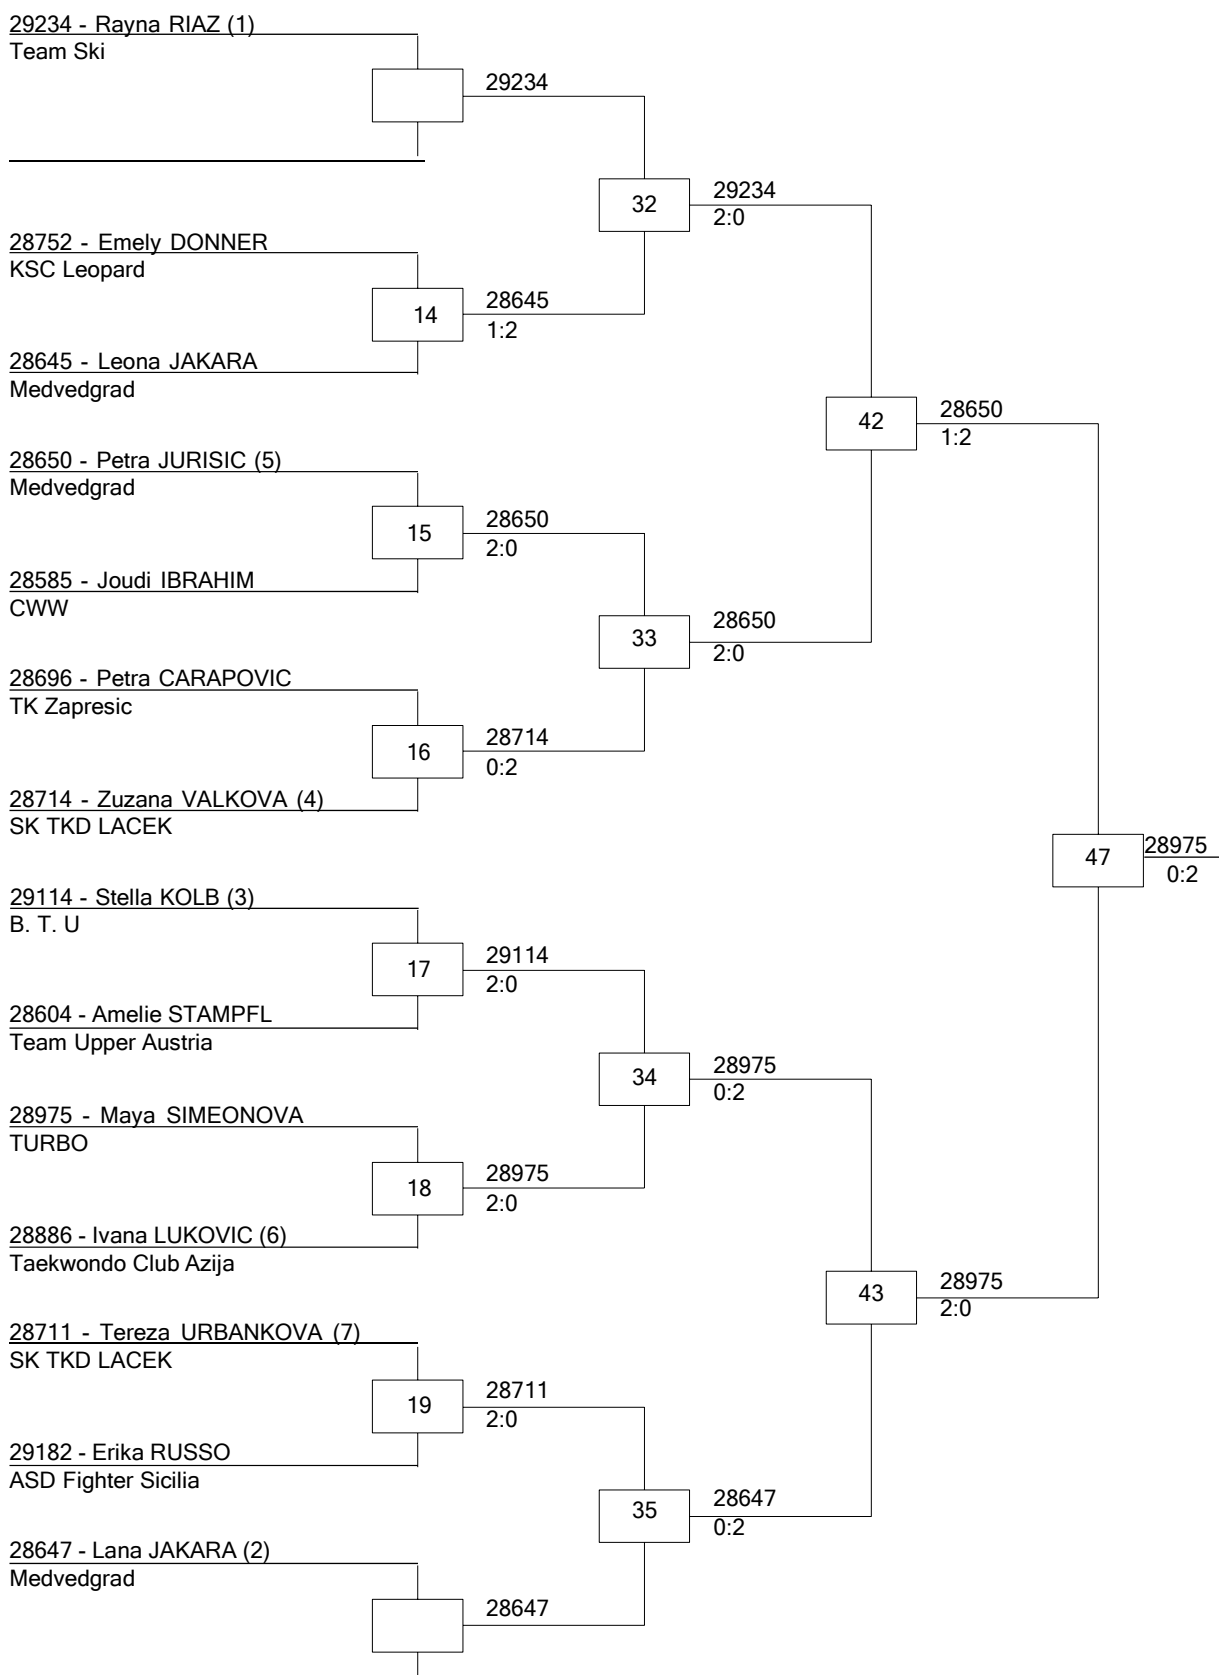 29234 - Rayna RIAZ (1)
Team Ski
29234
32
29234
2:0
28752 - Emely DONNER
KSC Leopard
14
28645
1:2
28645 - Leona JAKARA
Medvedgrad
42
28650
1:2
28650 - Petra JURISIC (5)
Medvedgrad
15
28650
2:0
28585 - Joudi IBRAHIM
CWW
33
28650
2:0
28696 - Petra CARAPOVIC
TK Zapresic
16
28714
0:2
28714 - Zuzana VALKOVA (4)
SK TKD LACEK
47
28975
0:2
29114 - Stella KOLB (3)
B. T. U
17
29114
2:0
28604 - Amelie STAMPFL
Team Upper Austria
34
28975
0:2
28975 - Maya SIMEONOVA
TURBO
18
28975
2:0
28886 - Ivana LUKOVIC (6)
Taekwondo Club Azija
43
28975
2:0
28711 - Tereza URBANKOVA (7)
SK TKD LACEK
19
28711
2:0
29182 - Erika RUSSO
ASD Fighter Sicilia
35
28647
0:2
28647 - Lana JAKARA (2)
Medvedgrad
28647